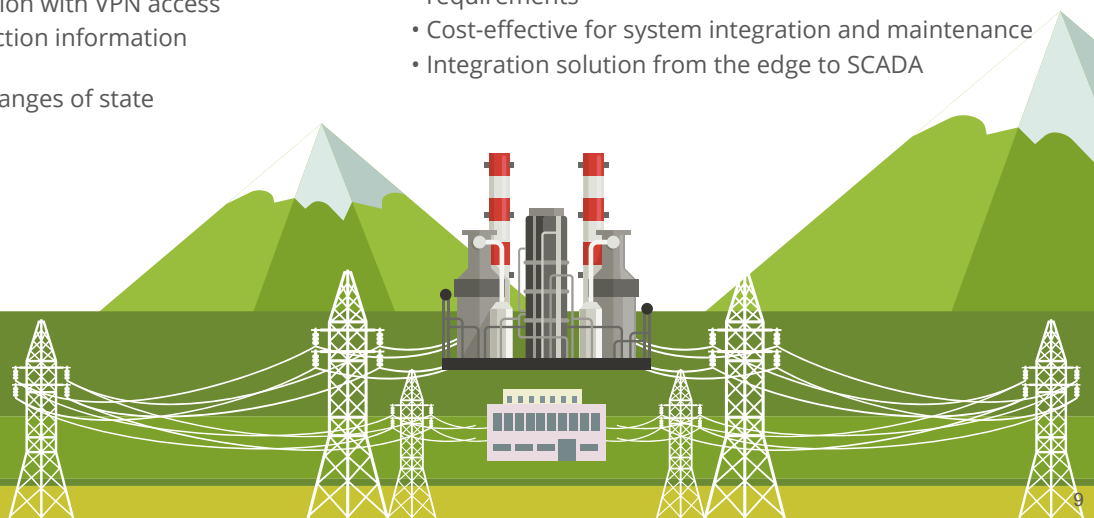 ion with VPN access
ction information
anges of state
requirements
• Cost-effective for system integration and maintenance
• Integration solution from the edge to SCADA
9